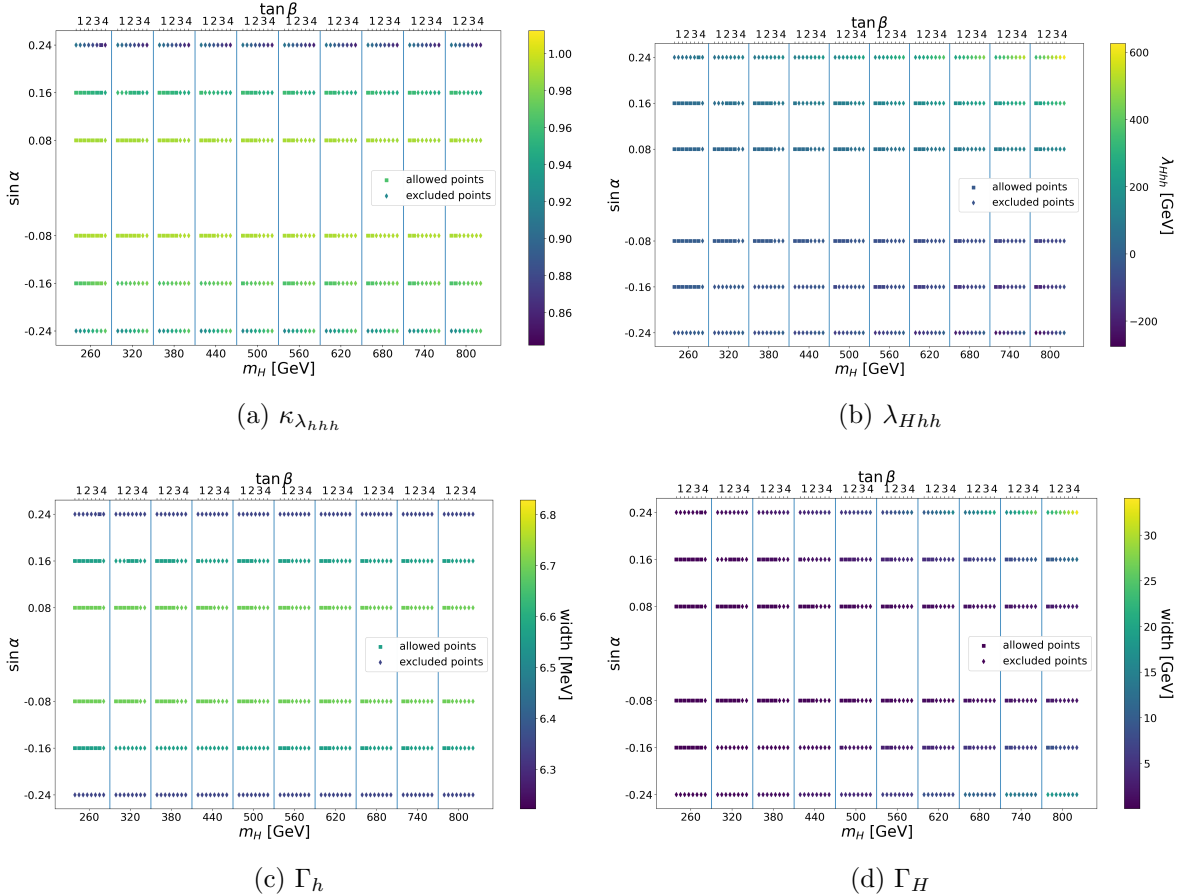 tan β
1234 1234 1234 1234 1234 1234 1234 1234 1234 1234
0.24
0.16
0.08
-0.08
-0.16
-0.24
sin α
allowed points
excluded points
260 320 380 440 500 560 620 680 740 800
m_H [GeV]
1.00
0.98
0.96
0.94
0.92
0.90
0.88
0.86
(a) κ_{λ_{hhh}}
tan β
1234 1234 1234 1234 1234 1234 1234 1234 1234 1234
0.24
0.16
0.08
-0.08
-0.16
-0.24
sin α
allowed points
excluded points
260 320 380 440 500 560 620 680 740 800
m_H [GeV]
600
400
200
0
−200
λ_{Hhh} [GeV]
(b) λ_{Hhh}
tan β
1234 1234 1234 1234 1234 1234 1234 1234 1234 1234
0.24
0.16
0.08
-0.08
-0.16
-0.24
sin α
allowed points
excluded points
260 320 380 440 500 560 620 680 740 800
m_H [GeV]
6.8
6.7
6.6
6.5
6.4
6.3
width [MeV]
(c) Γ_h
tan β
1234 1234 1234 1234 1234 1234 1234 1234 1234 1234
0.24
0.16
0.08
-0.08
-0.16
-0.24
sin α
allowed points
excluded points
260 320 380 440 500 560 620 680 740 800
m_H [GeV]
30
25
20
15
10
5
width [GeV]
(d) Γ_H